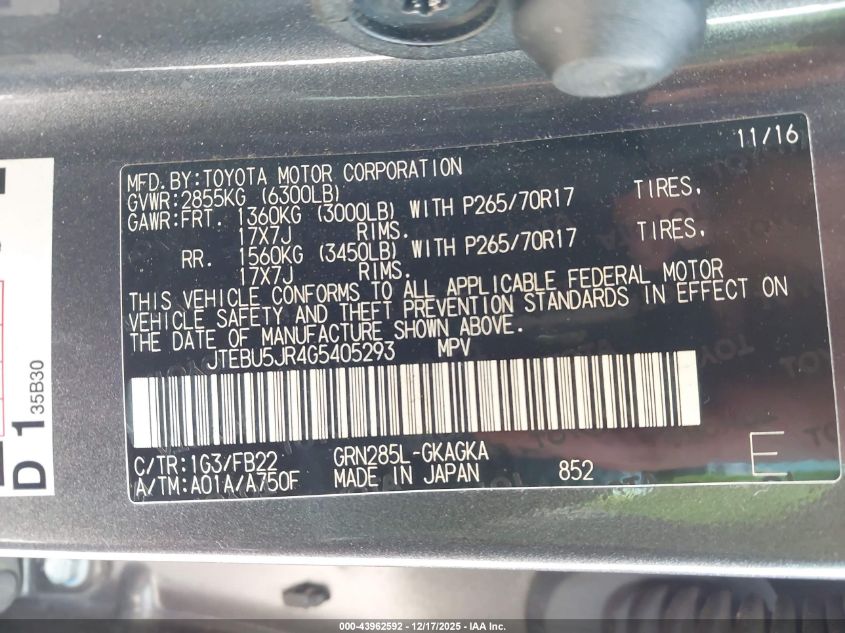 11/16
MFD.BY:TOYOTA MOTOR CORPORATION
GVWR:2855KG (6300LB)
GAWR:FRT. 1360KG (3000LB) WITH P265/70R17 TIRES,
17X7J RIMS.
RR. 1560KG (3450LB) WITH P265/70R17 TIRES,
17X7J RIMS.
THIS VEHICLE CONFORMS TO ALL APPLICABLE FEDERAL MOTOR
VEHICLE SAFETY AND THEFT PREVENTION STANDARDS IN EFFECT ON
THE DATE OF MANUFACTURE SHOWN ABOVE.
JTEBU5JR4G5405293 MPV
C/TR:1G3/FB22 GRN285L-GKAGKA
A/TM:A01A/A750F MADE IN JAPAN 852 E
D 1 35B30
000-43962592 - 12/17/2025 - IAA Inc.